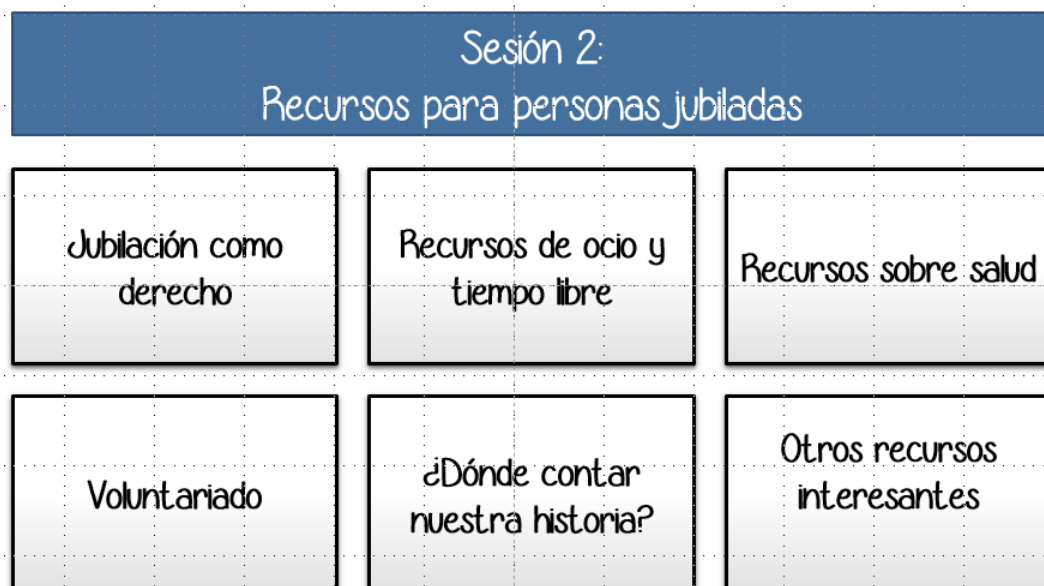 Sesión 2:
Recursos para personas jubiladas
Jubilación como
derecho
Recursos de ocio y
tiempo libre
Recursos sobre salud
Voluntariado
¿Dónde contar
nuestra historia?
Otros recursos
interesantes